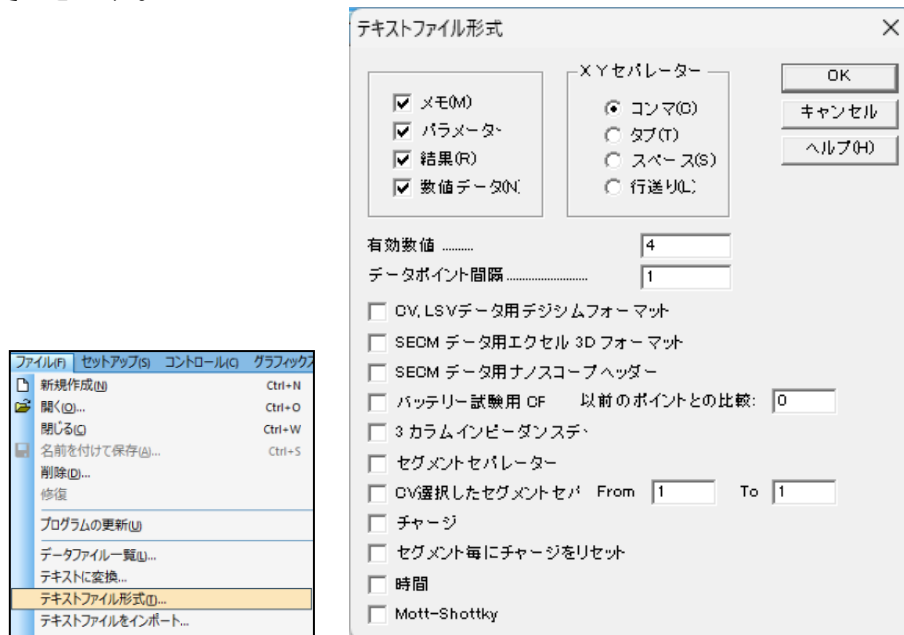 テキストファイル形式
メモ(M)
パラメータ-
結果(R)
数値データ(N)
X Yセパレーター
コンマ(C)
タブ(T)
スペース(S)
行送り(L)
OK
キャンセル
ヘルプ(H)
有効数値 ......... 4
データポイント間隔 ......................... 1
CV, LSVデータ用デジシムフォーマット
SECM データ用エクセル 3D フォーマット
SECM データ用ナノスコープヘッダー
バッテリー試験用 CF 以前のポイントとの比較: 0
3 カラムインピーダンスデ
セグメントセパレーター
CV選択したセグメントセパ From 1 To 1
チャージ
セグメント毎にチャージをリセット
時間
Mott-Shottky
ファイル(F) セットアップ(S) コントロール(C) グラフィックス
新規作成(N) Ctrl+N
開く(O)... Ctrl+O
閉じる(C) Ctrl+W
名前を付けて保存(A)... Ctrl+S
削除(D)...
修復
プログラムの更新(U)
データファイル一覧(L)...
テキストに変換...
テキストファイル形式(T)...
テキストファイルをインポート...